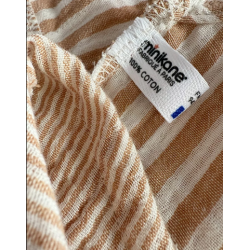 minikane
FABRIQUÉ À PARIS
100% COTON